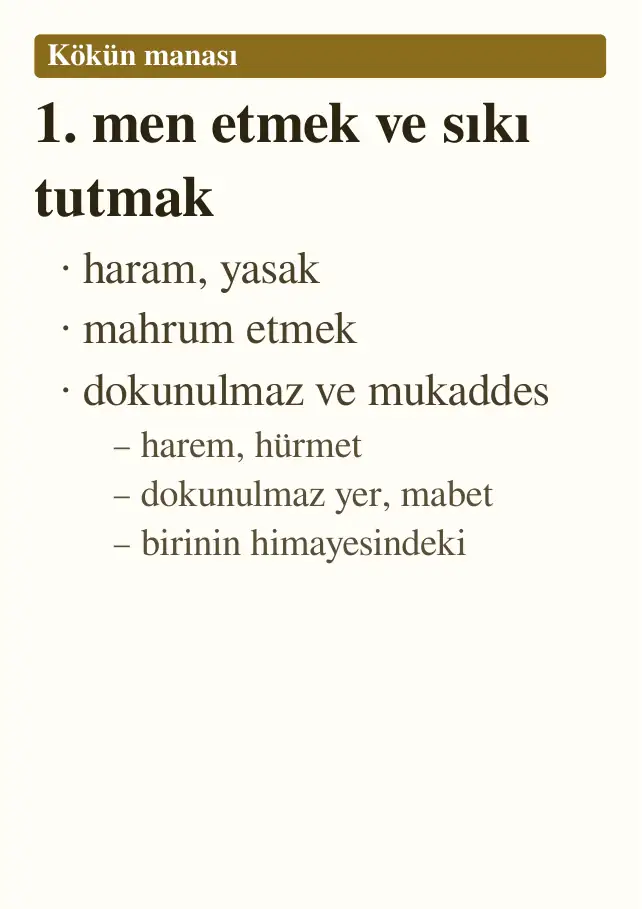 Kökün manası
1. men etmek ve sıkı
tutmak
· haram, yasak
· mahrum etmek
· dokunulmaz ve mukaddes
– harem, hürmet
– dokunulmaz yer, mabet
– birinin himayesindeki